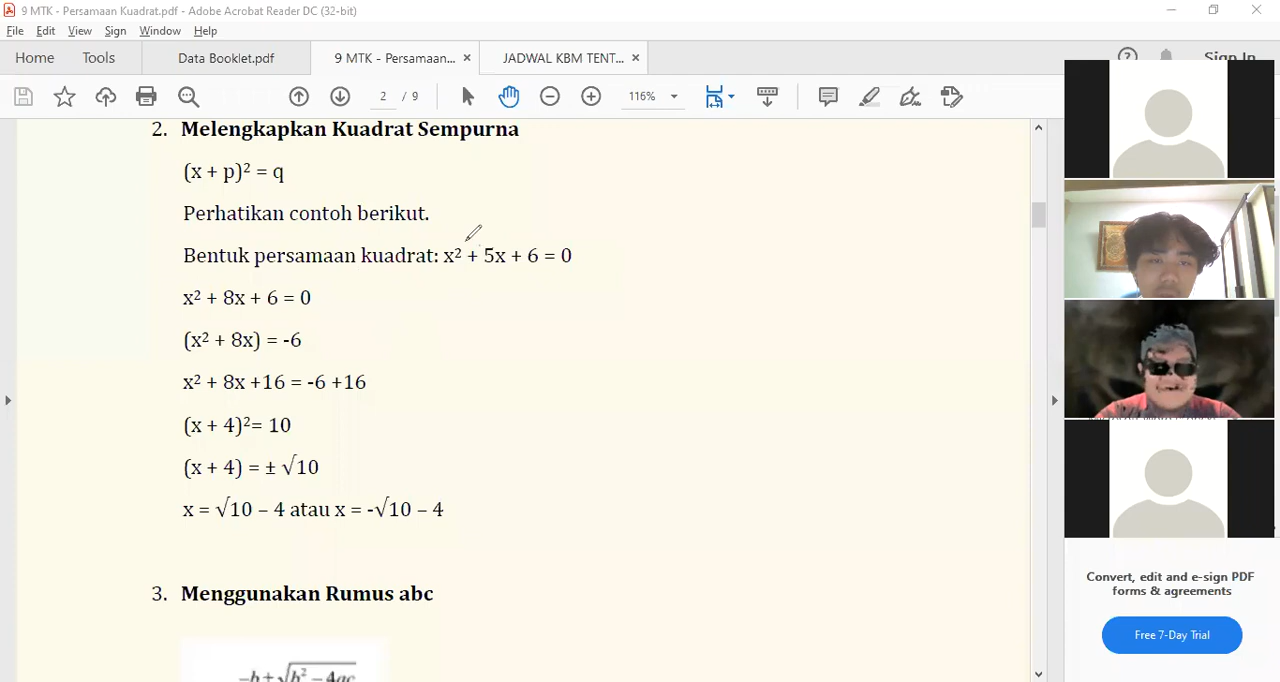 9 MTK - Persamaan Kuadrat.pdf - Adobe Acrobat Reader DC (32-bit)
File Edit View Sign Window Help
Home Tools Data Booklet.pdf 9 MTK - Persamaan... × JADWAL KBM TENT... × Sign In
2 / 9 116%
2. Melengkapkan Kuadrat Sempurna
(x + p)² = q
Perhatikan contoh berikut.
Bentuk persamaan kuadrat: x² + 5x + 6 = 0
x² + 8x + 6 = 0
(x² + 8x) = -6
x² + 8x +16 = -6 +16
(x + 4)²= 10
(x + 4) = ± √10
x = √10 – 4 atau x = -√10 – 4
3. Menggunakan Rumus abc
-b ± √b² – 4ac
Convert, edit and e-sign PDF
forms & agreements
Free 7-Day Trial